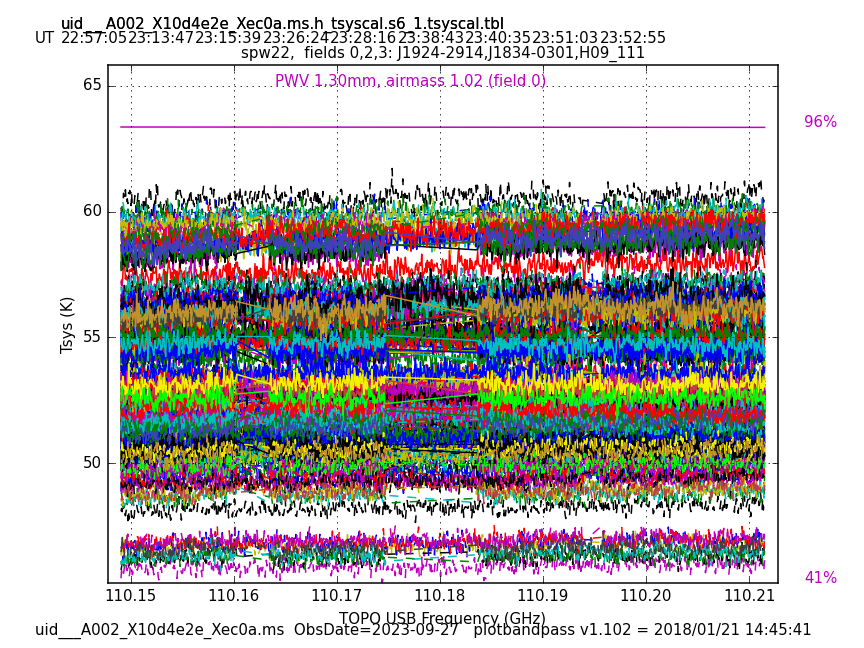 uid___A002_X10d4e2e_Xec0a.ms.h_tsyscal.s6_1.tsyscal.tbl
UT 22:57:05 23:13:47 23:15:39 23:26:24 23:28:16 23:38:43 23:40:35 23:51:03 23:52:55
spw22, fields 0,2,3: J1924-2914,J1834-0301,H09_111
PWV 1.30mm, airmass 1.02 (field 0)
65
96%
60
Tsys (K)
55
50
41%
110.15 110.16 110.17 110.18 110.19 110.20 110.21
TOPO USB Frequency (GHz)
uid___A002_X10d4e2e_Xec0a.ms ObsDate=2023-09-27 plotbandpass v1.102 = 2018/01/21 14:45:41